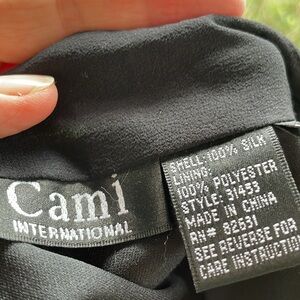 Cami
INTERNATIONAL
SHELL: 100% SILK
LINING:
100% POLYESTER
STYLE: 31453
MADE IN CHINA
RN# 82631
SEE REVERSE FOR
CARE INSTRUCTIO